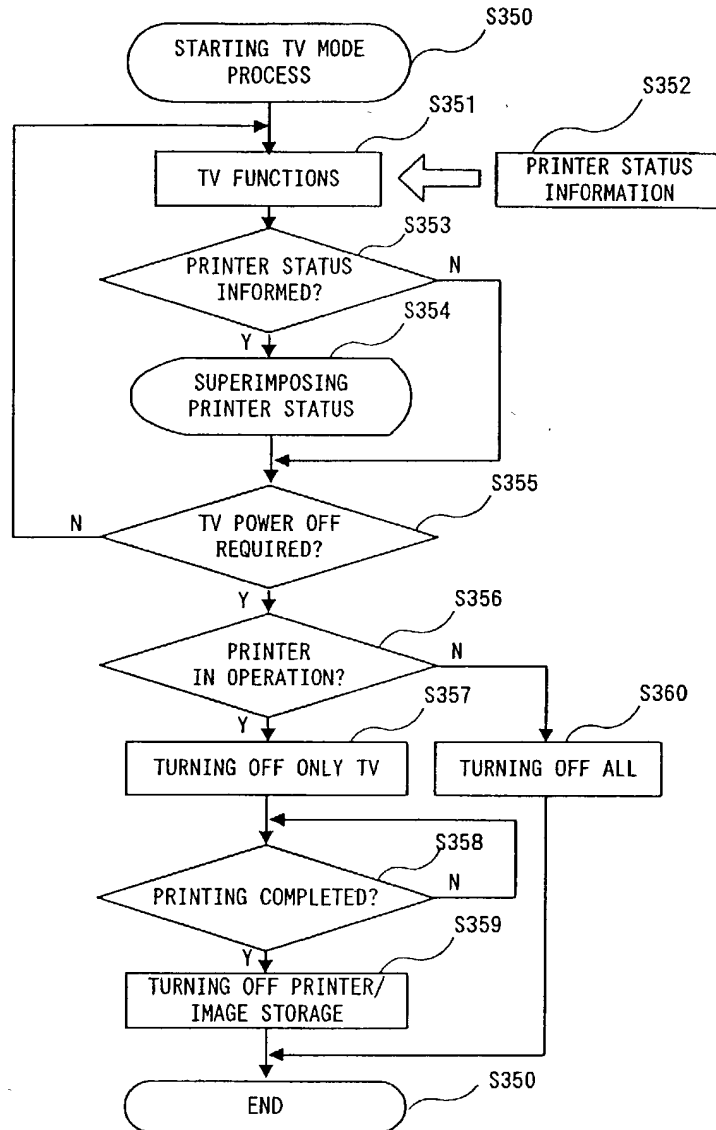 S350
STARTING TV MODE
PROCESS
S351
S352
TV FUNCTIONS
PRINTER STATUS
INFORMATION
S353
PRINTER STATUS
INFORMED?
N
S354
Y
SUPERIMPOSING
PRINTER STATUS
S355
N
TV POWER OFF
REQUIRED?
Y
S356
PRINTER
IN OPERATION?
N
S357
Y
S360
TURNING OFF ONLY TV
TURNING OFF ALL
S358
PRINTING COMPLETED?
N
S359
Y
TURNING OFF PRINTER/
IMAGE STORAGE
S350
END